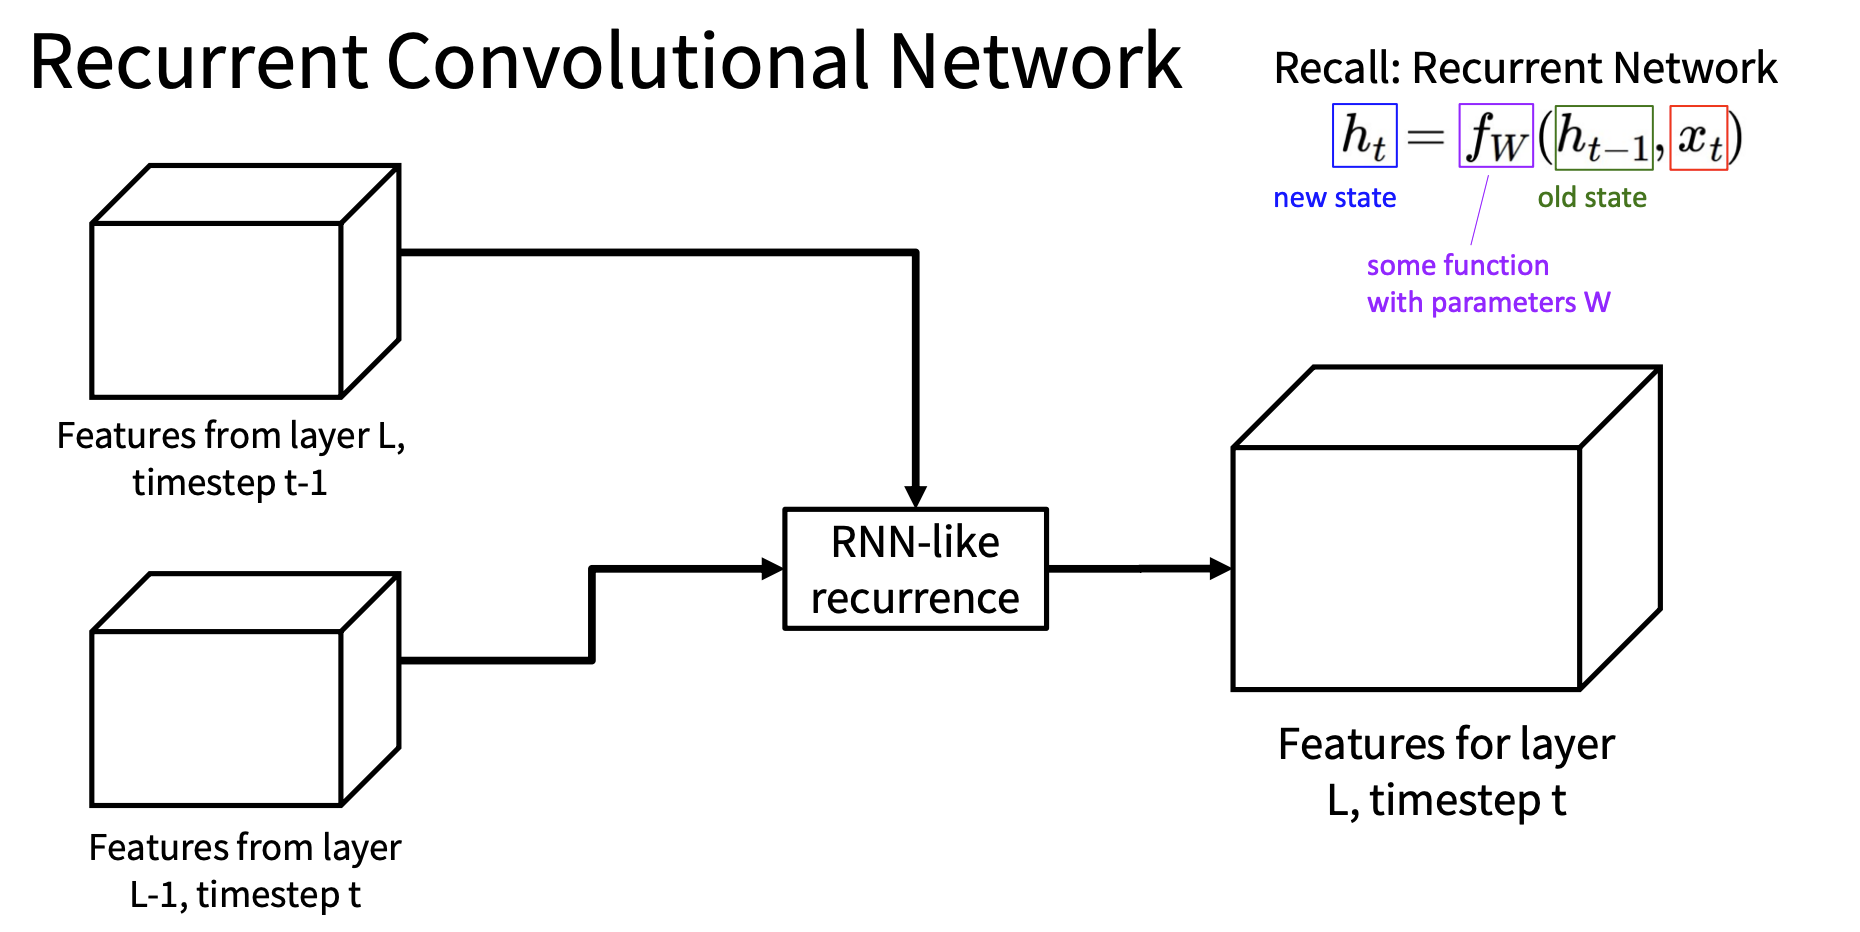 Recurrent Convolutional Network
Recall: Recurrent Network
h_t = f_W(h_{t-1}, x_t)
new state
old state
some function
with parameters W
Features from layer L,
timestep t-1
RNN-like
recurrence
Features from layer
L-1, timestep t
Features for layer
L, timestep t